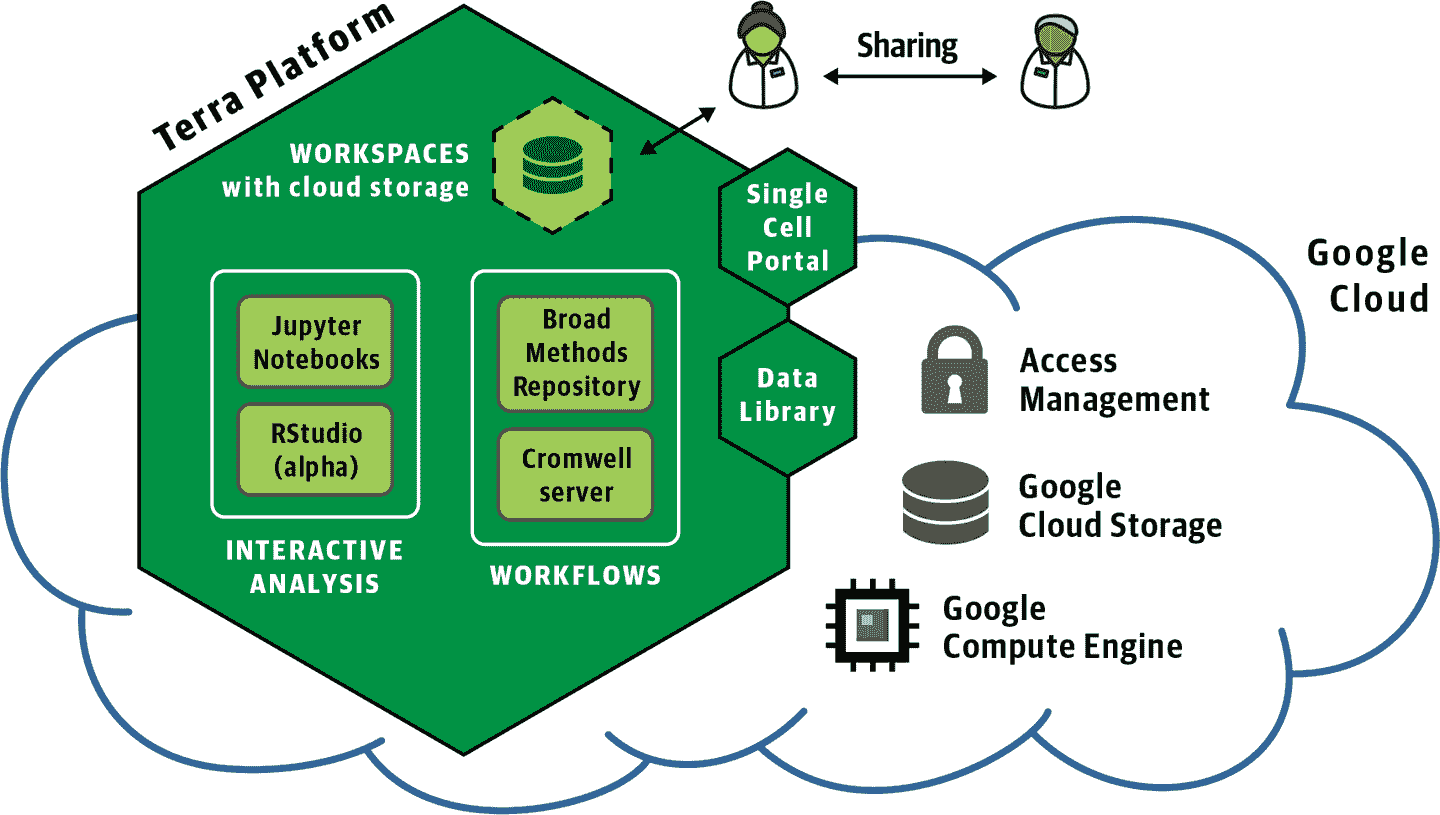 Terra Platform
Sharing
WORKSPACES
with cloud storage
Single
Cell
Portal
Google
Cloud
Jupyter
Notebooks
RStudio
(alpha)
INTERACTIVE
ANALYSIS
Broad
Methods
Repository
Cromwell
server
WORKFLOWS
Data
Library
Access
Management
Google
Cloud Storage
Google
Compute Engine